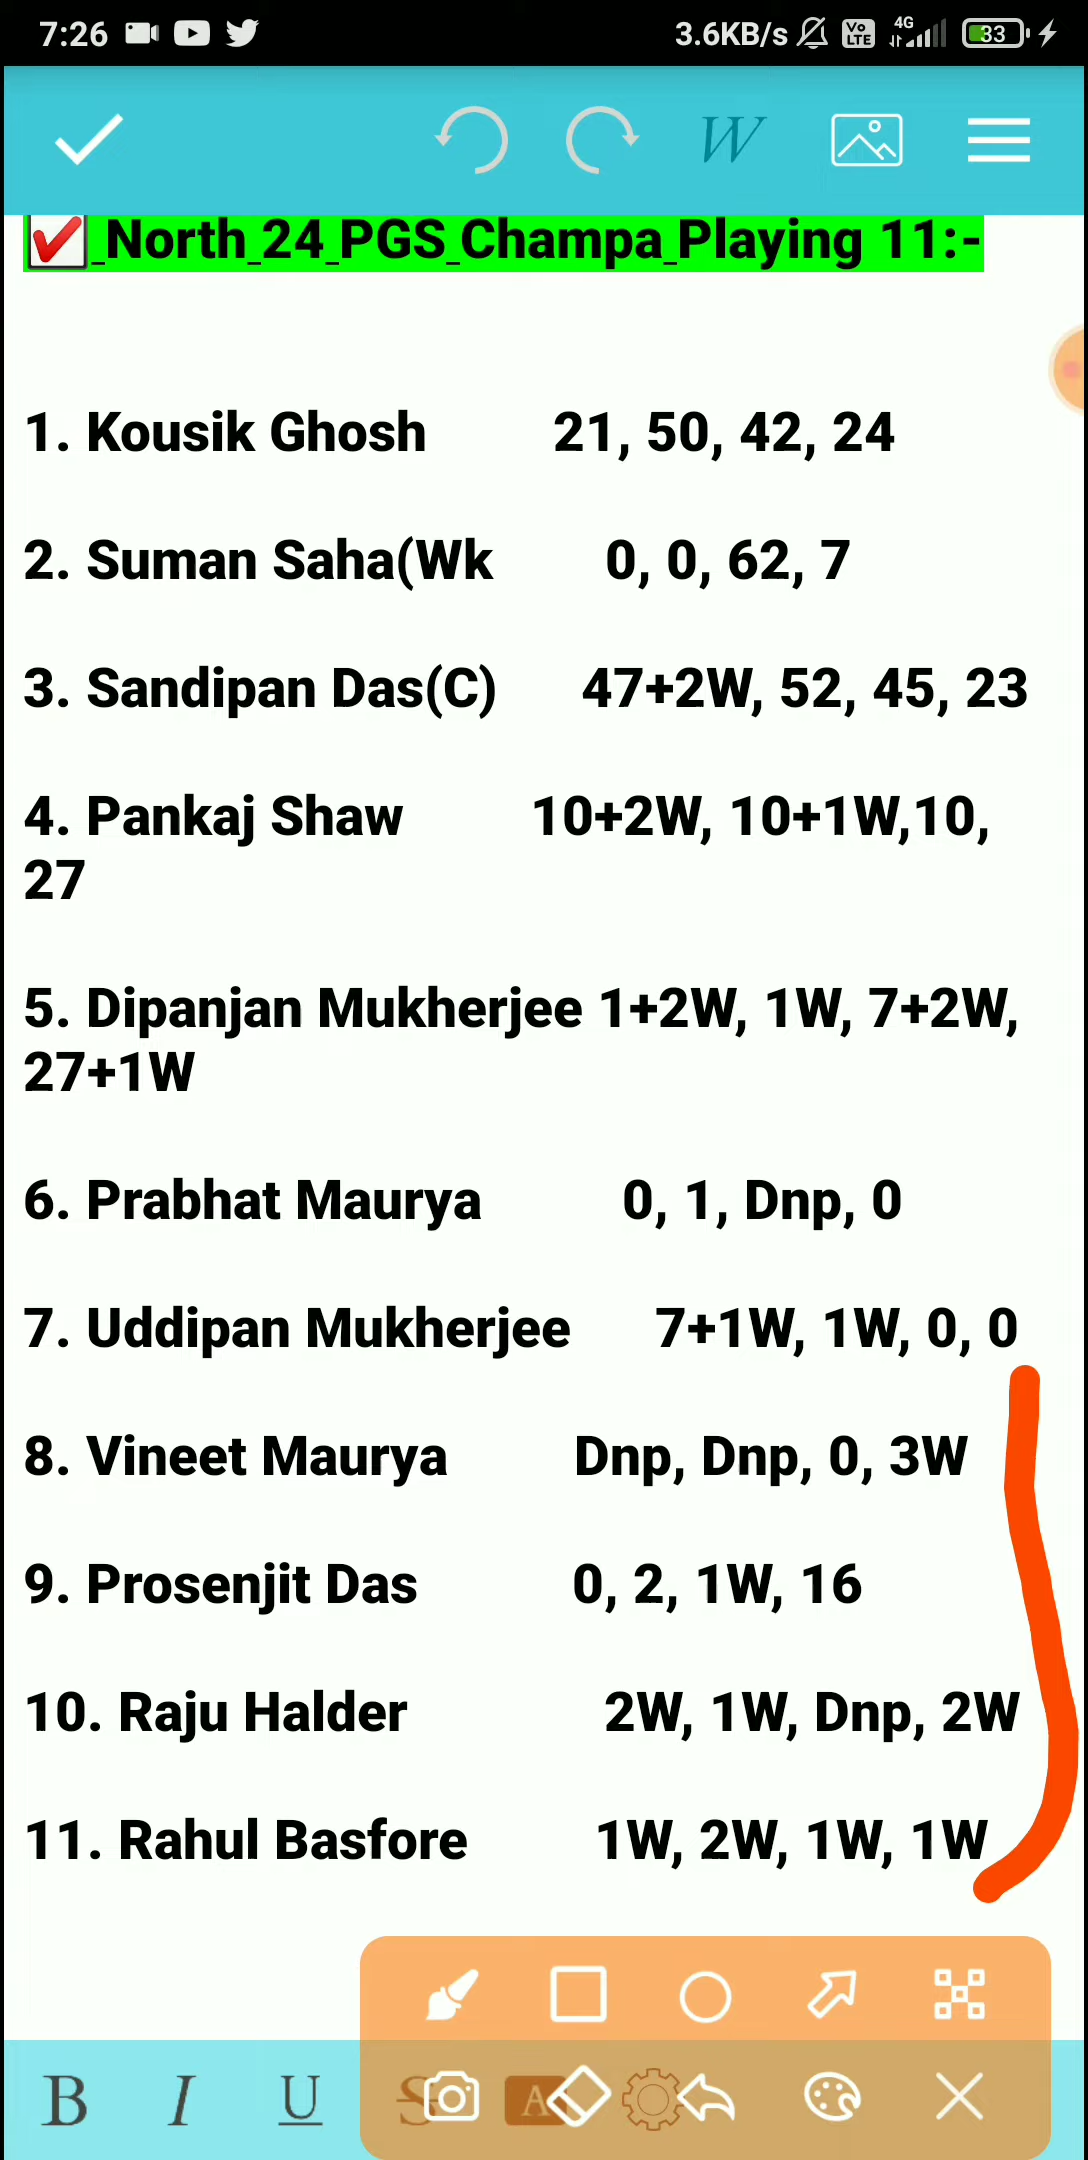 7:26 3.6KB/s Vo LTE 4G 33
W
North_24_PGS_Champa_Playing 11:-
1. Kousik Ghosh 21, 50, 42, 24
2. Suman Saha(Wk 0, 0, 62, 7
3. Sandipan Das(C) 47+2W, 52, 45, 23
4. Pankaj Shaw 10+2W, 10+1W,10,
27
5. Dipanjan Mukherjee 1+2W, 1W, 7+2W,
27+1W
6. Prabhat Maurya 0, 1, Dnp, 0
7. Uddipan Mukherjee 7+1W, 1W, 0, 0
8. Vineet Maurya Dnp, Dnp, 0, 3W
9. Prosenjit Das 0, 2, 1W, 16
10. Raju Halder 2W, 1W, Dnp, 2W
11. Rahul Basfore 1W, 2W, 1W, 1W
B I U S A